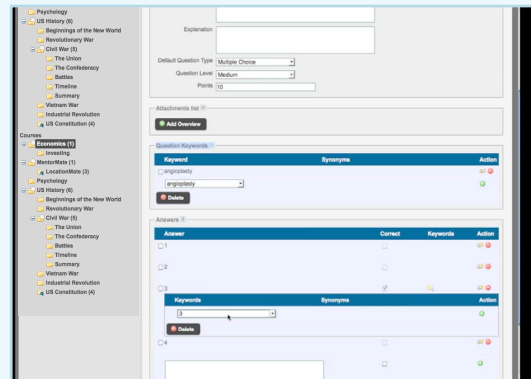 Psychology
US History (6)
Beginnings of the New World
Revolutionary War
Civil War (5)
The Union
The Confederacy
Battles
Timeline
Summary
Vietnam War
Industrial Revolution
US Constitution (4)
Courses
Economics (1)
Investing
MentorMate (1)
LocationMate (3)
Psychology
US History (6)
Beginnings of the New World
Revolutionary War
Civil War (5)
The Union
The Confederacy
Battles
Timeline
Summary
Vietnam War
Industrial Revolution
US Constitution (4)
Explanation
Default Question Type Multiple Choice
Question Level Medium
Points 10
Attachments list
Add Overview
Question Keywords
Keyword Synonyms Action
angioplasty
angioplasty
Delete
Answers
Answer Correct Keywords Action
1
2
3
Keywords Synonyms Action
3
Delete
4